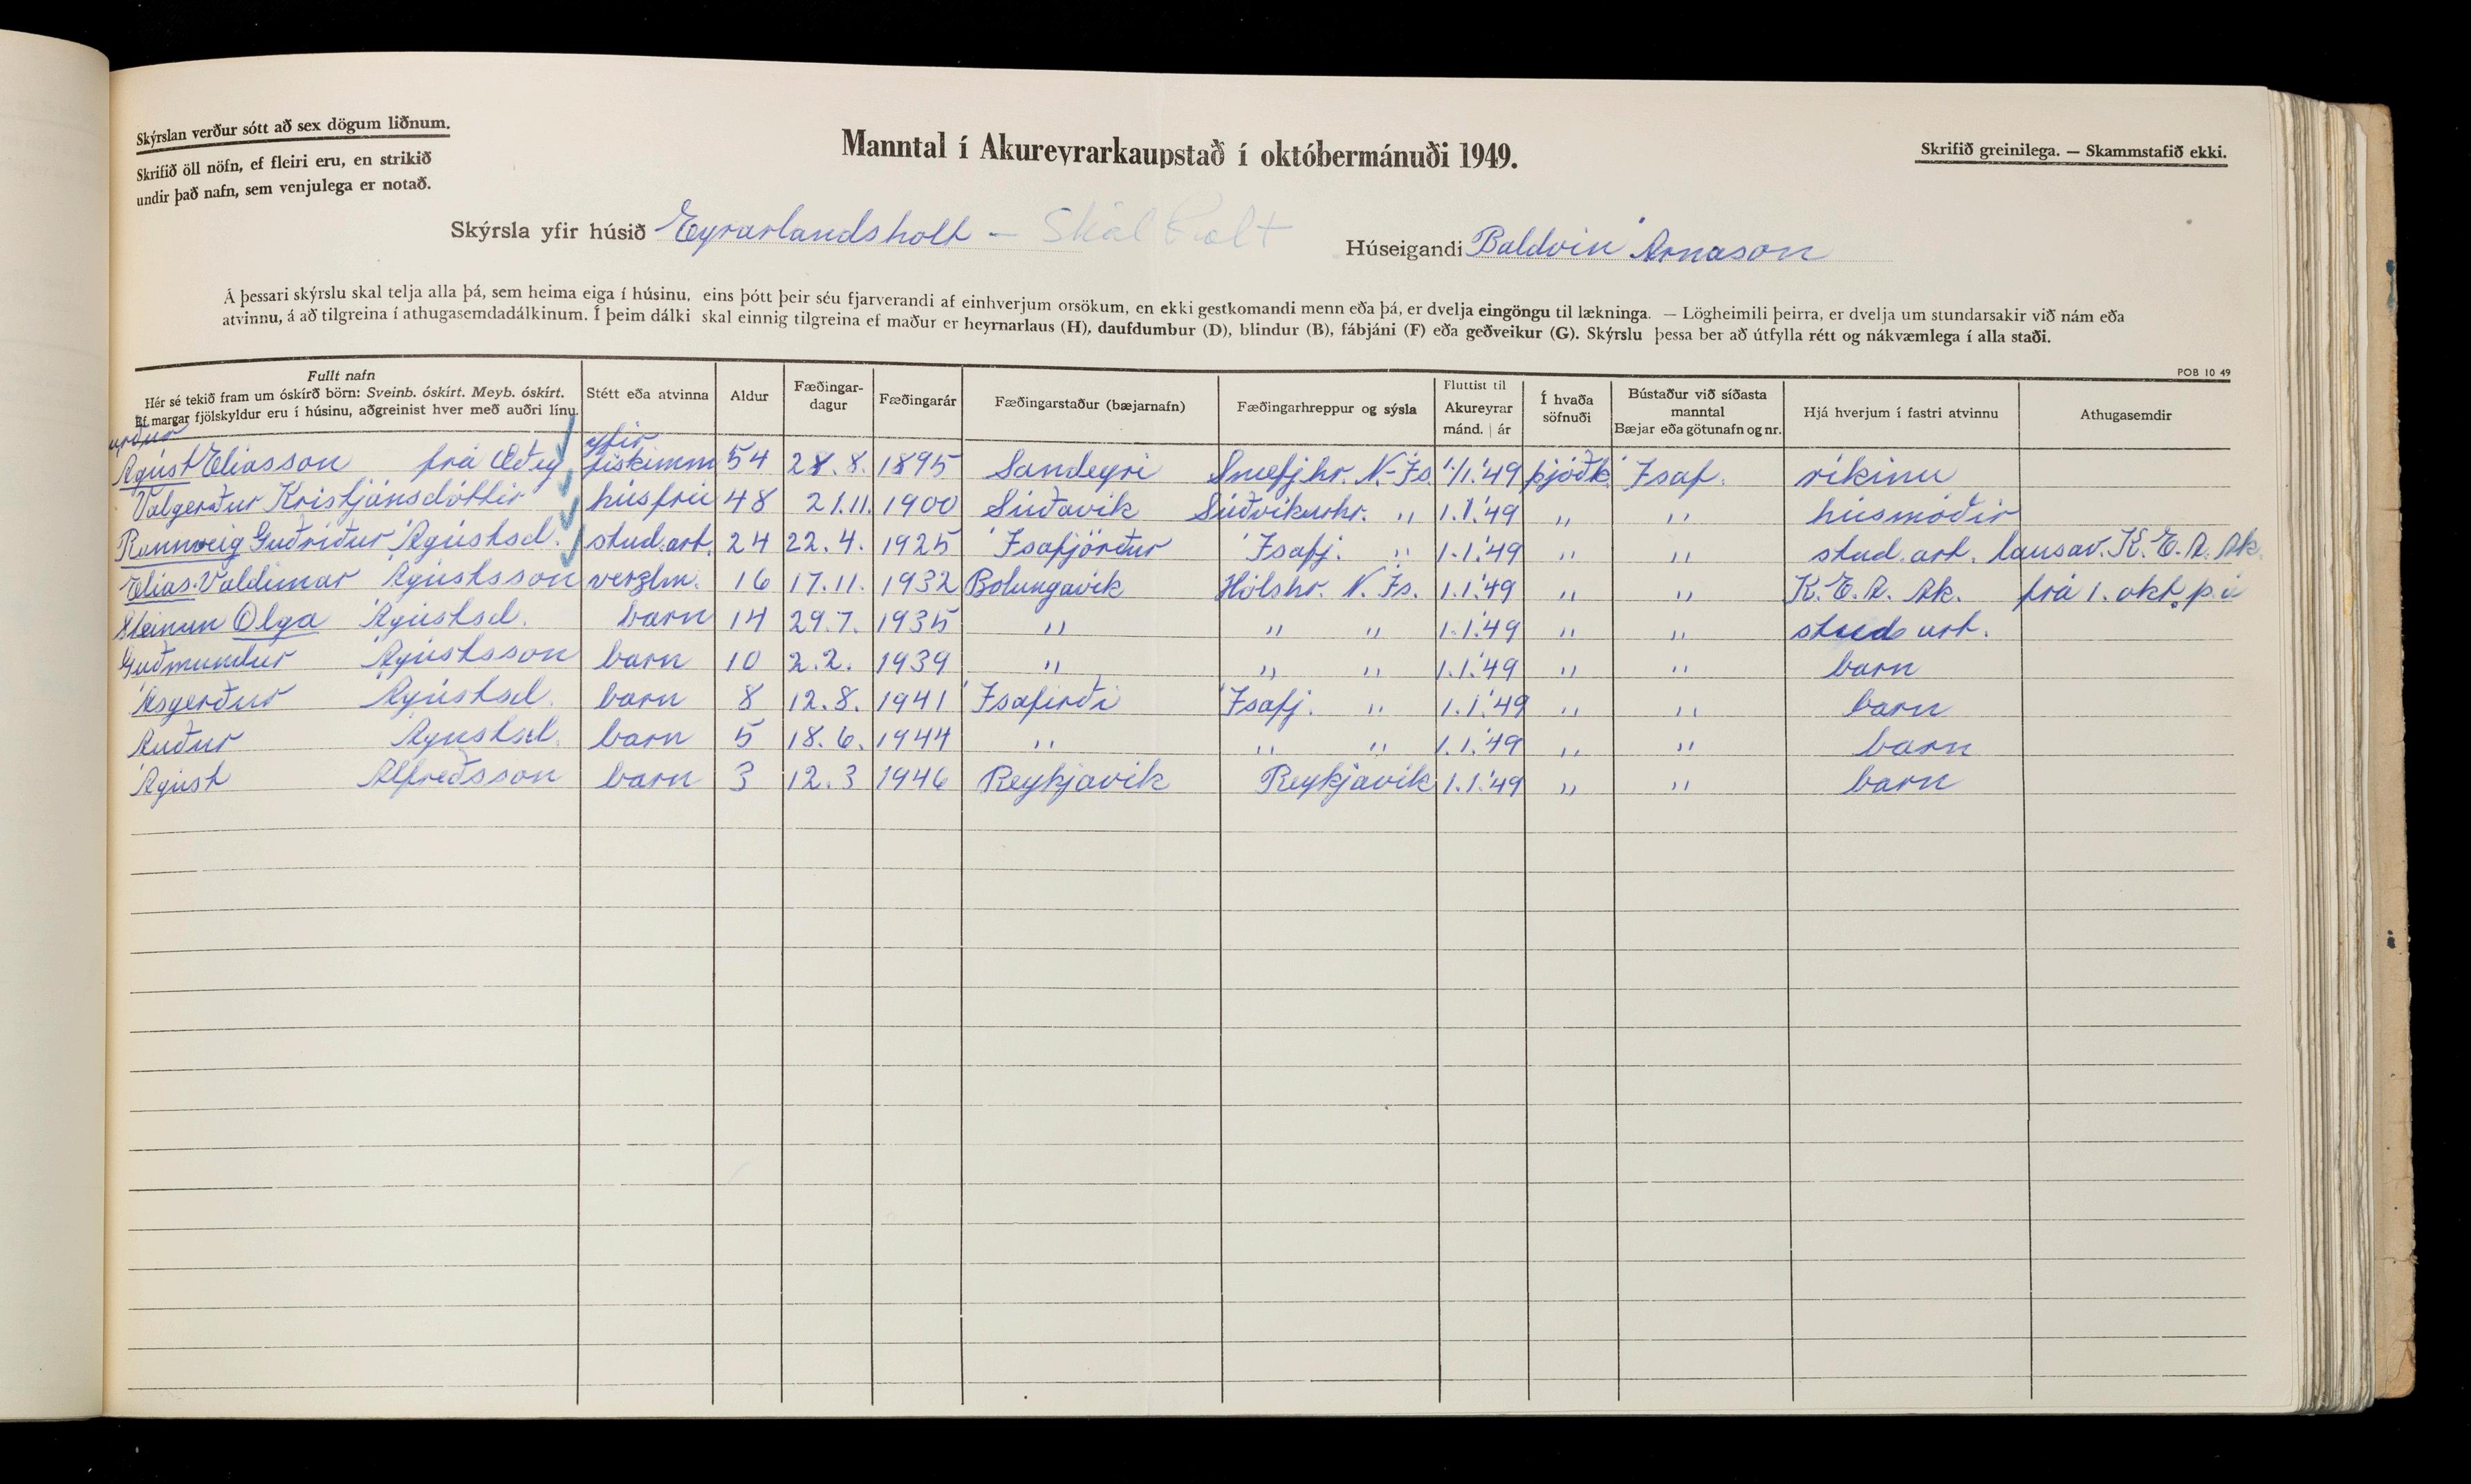 Skýrslan verður sótt að sex dögum liðnum.
Skrifið öll nöfn, ef fleiri eru, en strikið
undir það nafn, sem venjulega er notað.
Manntal í Akureyrarkaupstað í októbermánuði 1949.
Skrifið greinilega. — Skammstafið ekki.
Skýrsla yfir húsið Eyrarlandsholt – Skálholt
Húseigandi Baldvin Árnason
Á þessari skýrslu skal telja alla þá, sem heima eiga í húsinu, eins þótt þeir séu fjarverandi af einhverjum orsökum, en ekki gestkomandi menn eða þá, er dvelja eingöngu til lækninga. — Lögheimili þeirra, er dvelja um stundarsakir við nám eða
atvinnu, á að tilgreina í athugasemdadálkinum. Í þeim dálki skal einnig tilgreina ef maður er heyrnarlaus (H), daufdumbur (D), blindur (B), fábjáni (F) eða geðveikur (G). Skýrslu þessa ber að útfylla rétt og nákvæmlega í alla staði.
POB 10 49
Fullt nafn
Hér sé tekið fram um óskírð börn: Sveinb. óskírt. Meyb. óskírt.
Ef margar fjölskyldur eru í húsinu, aðgreinist hver með auðri línu.
Stétt eða atvinna
Aldur
Fæðingar-
dagur
Fæðingarár
Fæðingarstaður (bæjarnafn)
Fæðingarhreppur og sýsla
Fluttist til
Akureyrar
mánd. | ár
Í hvaða
söfnuði
Bústaður við síðasta
manntal
Bæjar eða götunafn og nr.
Hjá hverjum í fastri atvinnu
Athugasemdir
yfir
Ágúst Elíasson frá Æðey fiskimm 54 28. 8. 1895 Sandeyri Snæfjhr. N.-Ís. 1/1.'49 þjóðk. Ísaf. ríkinu
Valgerður Kristjánsdóttir húsfrú 48 21.11. 1900 Súðavík Súðvíkurhr. ,, 1.1.'49 ,, ,, húsmóðir
Rannveig Guðríður Ágústsd. stud. art. 24 22. 4. 1925 Ísafjörður Ísafj. ,, 1.1.'49 ,, ,, stud. art. lausav. K. E. A. Ak.
Elías Valdimar Ágústsson verzlm. 16 17.11. 1932 Bolungavík Hólshr. N. Ís. 1.1.'49 ,, ,, K. E. A. Ak. frá 1. okt. þ. á
Steinunn Olga Ágústsd. barn 14 29.7. 1935 ,, ,, ,, 1.1.'49 ,, ,, stud. art.
Guðmundur Ágústsson barn 10 2.2. 1939 ,, ,, ,, 1.1.'49 ,, ,, barn
Ásgerður Ágústsd. barn 8 12. 8. 1941 Ísafirði Ísafj. ,, 1.1.'49 ,, ,, barn
Auður Ágústsd. barn 5 18. 6. 1944 ,, ,, ,, 1.1.'49 ,, ,, barn
Ágúst Alfreðsson barn 3 12. 3 1946 Reykjavík Reykjavík 1.1.'49 ,, ,, barn